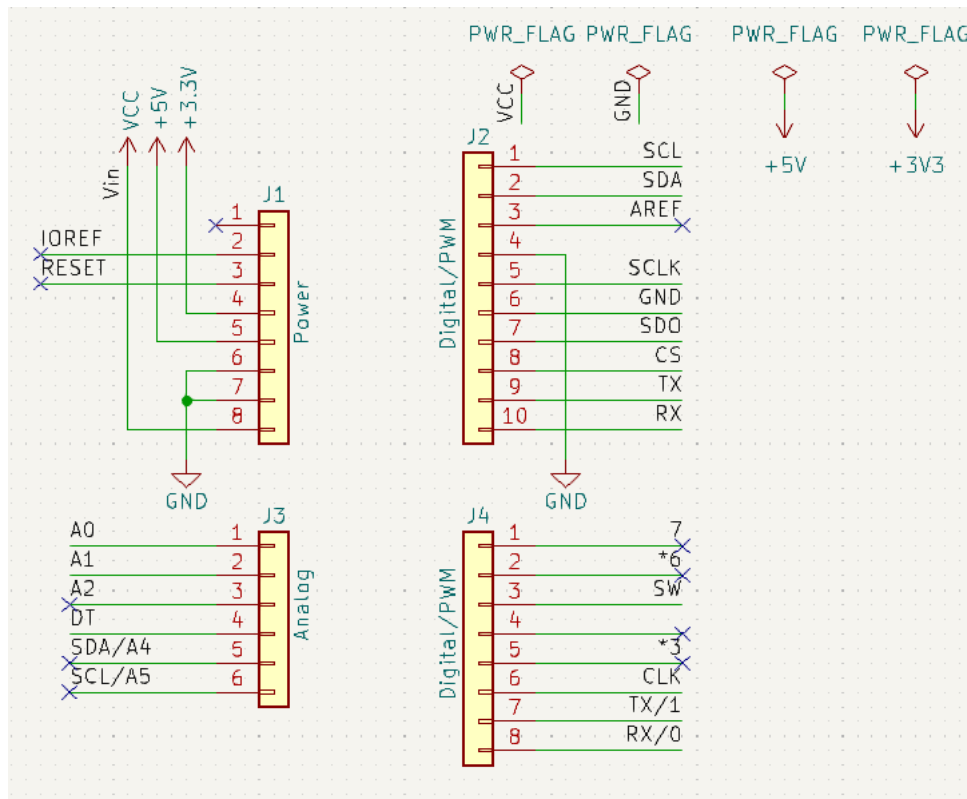 PWR_FLAG PWR_FLAG PWR_FLAG PWR_FLAG
VCC
+5V
+3.3V
Vin
VCC
GND
+5V
+3V3
J1
1
IOREF 2
RESET 3
4
5
6
7
8
Power
GND
J2
1 SCL
2 SDA
3 AREF
4
5 SCLK
6 GND
7 SDO
8 CS
9 TX
10 RX
Digital/PWM
GND
J3
A0 1
A1 2
A2 3
DT 4
SDA/A4 5
SCL/A5 6
Analog
J4
1 7
2 *6
3 SW
4
5 *3
6 CLK
7 TX/1
8 RX/0
Digital/PWM